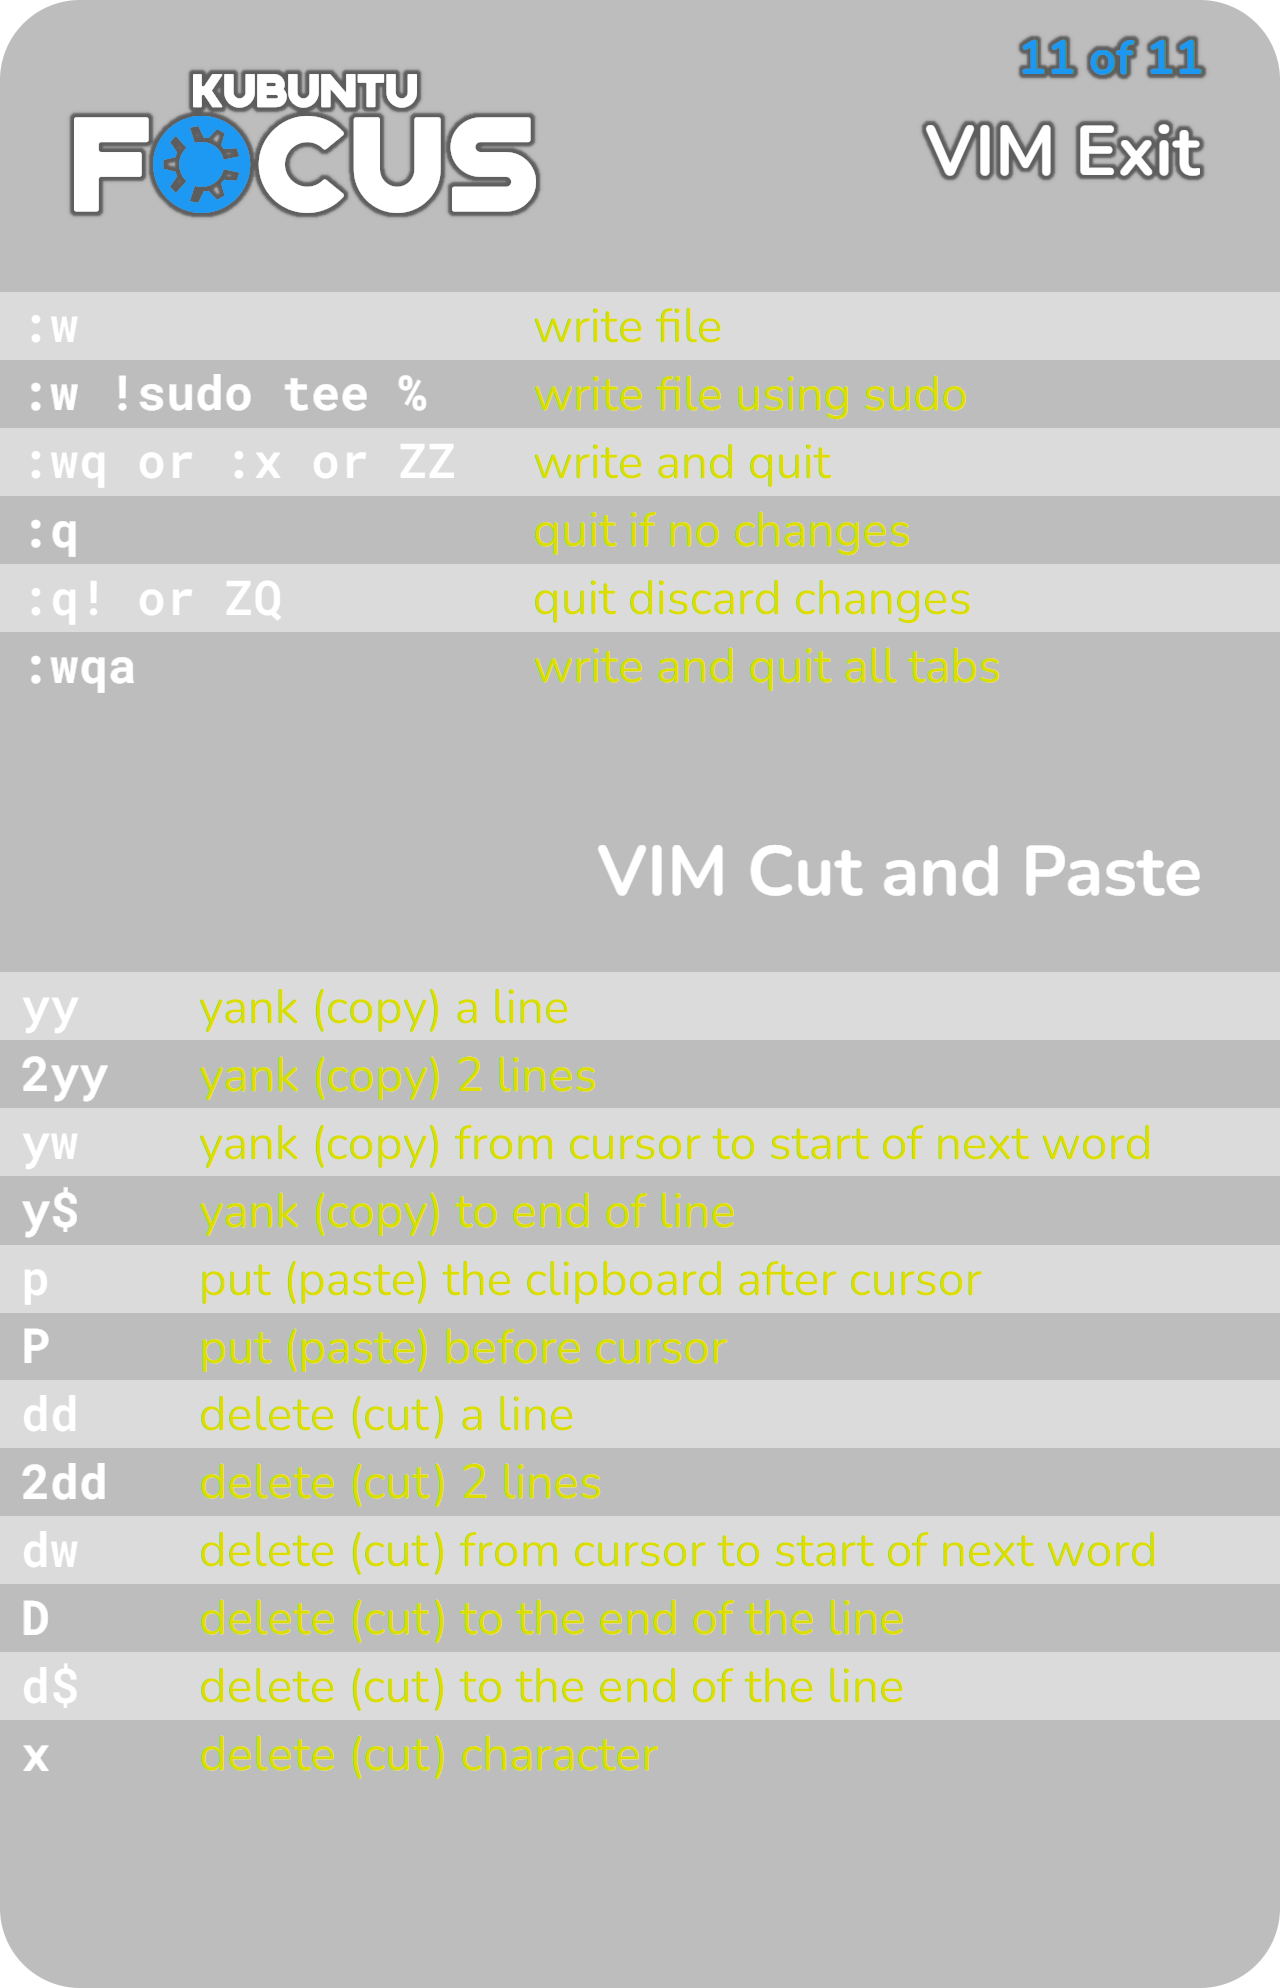 11 of 11
KUBUNTU
FOCUS
VIM Exit
:w write file
:w !sudo tee % write file using sudo
:wq or :x or ZZ write and quit
:q quit if no changes
:q! or ZQ quit discard changes
:wqa write and quit all tabs
VIM Cut and Paste
yy yank (copy) a line
2yy yank (copy) 2 lines
yw yank (copy) from cursor to start of next word
y$ yank (copy) to end of line
p put (paste) the clipboard after cursor
P put (paste) before cursor
dd delete (cut) a line
2dd delete (cut) 2 lines
dw delete (cut) from cursor to start of next word
D delete (cut) to the end of the line
d$ delete (cut) to the end of the line
x delete (cut) character